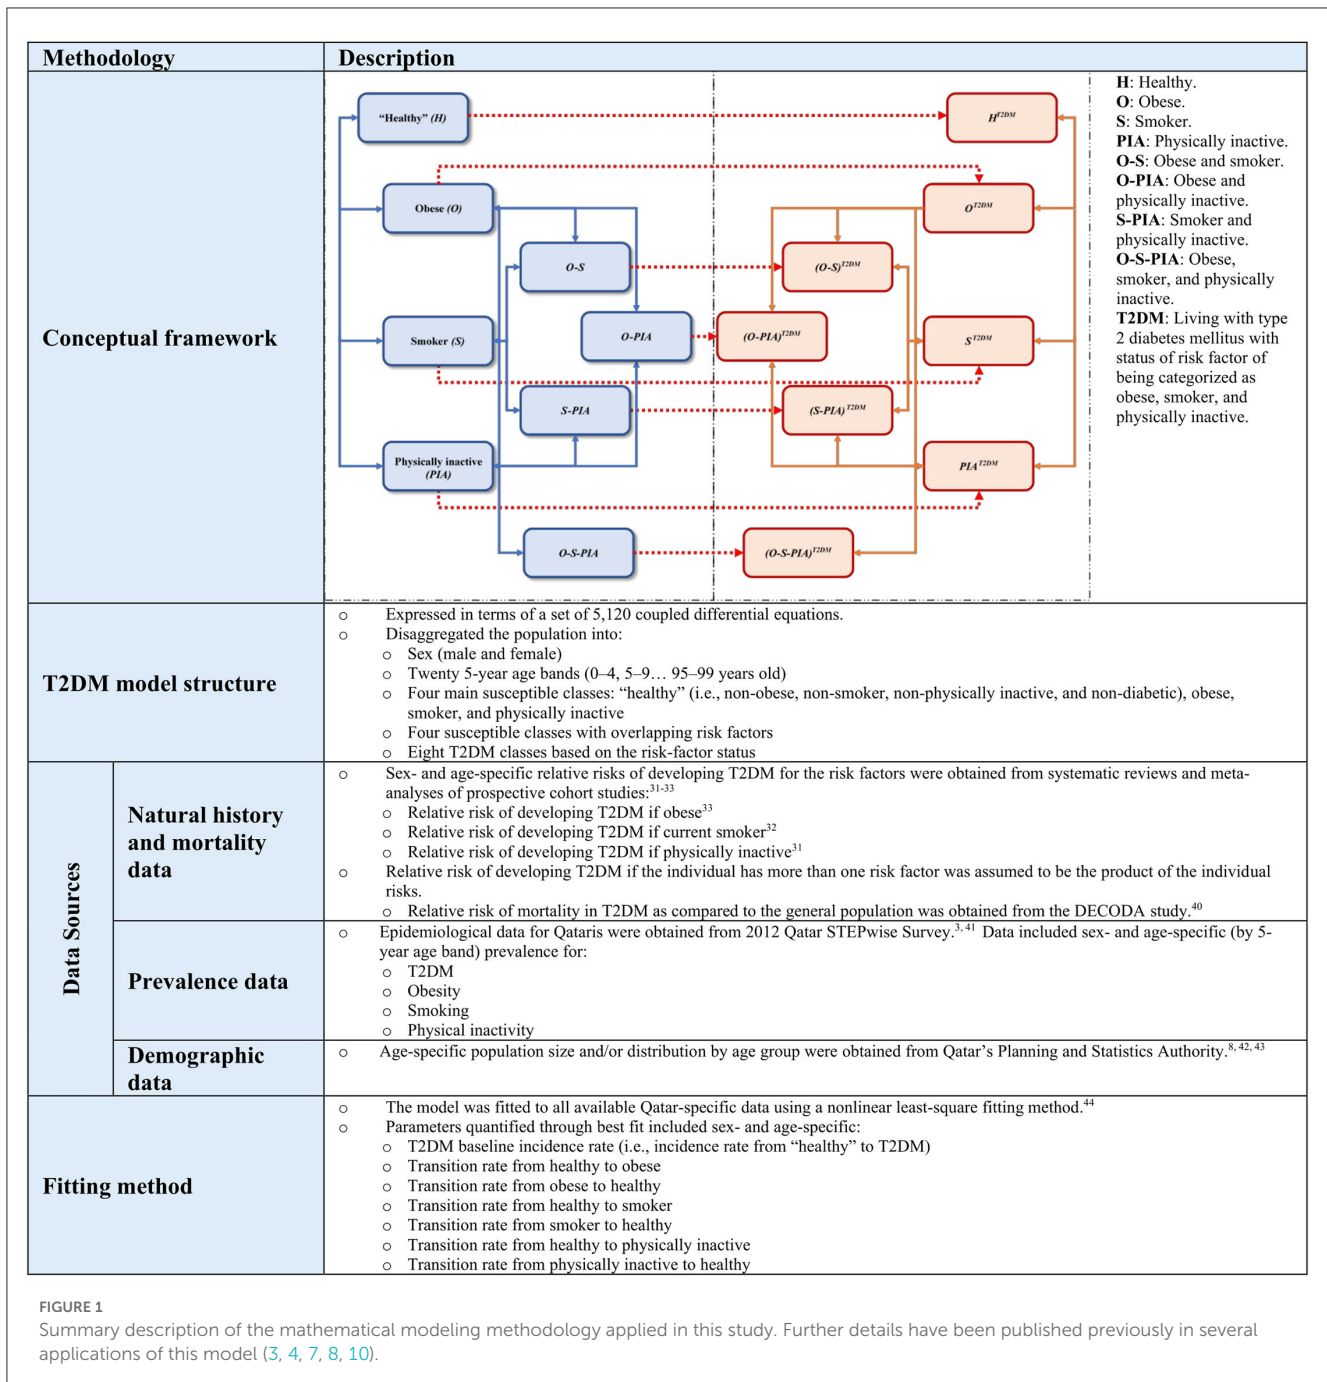 Methodology
Description
Conceptual framework
"Healthy" (H)
H^T2DM
Obese (O)
O^T2DM
O-S
(O-S)^T2DM
Smoker (S)
O-PIA
(O-PIA)^T2DM
S^T2DM
S-PIA
(S-PIA)^T2DM
Physically inactive
(PIA)
PIA^T2DM
O-S-PIA
(O-S-PIA)^T2DM
H: Healthy.
O: Obese.
S: Smoker.
PIA: Physically inactive.
O-S: Obese and smoker.
O-PIA: Obese and
physically inactive.
S-PIA: Smoker and
physically inactive.
O-S-PIA: Obese,
smoker, and physically
inactive.
T2DM: Living with type
2 diabetes mellitus with
status of risk factor of
being categorized as
obese, smoker, and
physically inactive.
T2DM model structure
o Expressed in terms of a set of 5,120 coupled differential equations.
o Disaggregated the population into:
o Sex (male and female)
o Twenty 5-year age bands (0–4, 5–9… 95–99 years old)
o Four main susceptible classes: "healthy" (i.e., non-obese, non-smoker, non-physically inactive, and non-diabetic), obese,
smoker, and physically inactive
o Four susceptible classes with overlapping risk factors
o Eight T2DM classes based on the risk-factor status
Data Sources
Natural history
and mortality
data
o Sex- and age-specific relative risks of developing T2DM for the risk factors were obtained from systematic reviews and meta-
analyses of prospective cohort studies:31-33
o Relative risk of developing T2DM if obese33
o Relative risk of developing T2DM if current smoker32
o Relative risk of developing T2DM if physically inactive31
o Relative risk of developing T2DM if the individual has more than one risk factor was assumed to be the product of the individual
risks.
o Relative risk of mortality in T2DM as compared to the general population was obtained from the DECODA study.40
Prevalence data
o Epidemiological data for Qataris were obtained from 2012 Qatar STEPwise Survey.3, 41 Data included sex- and age-specific (by 5-
year age band) prevalence for:
o T2DM
o Obesity
o Smoking
o Physical inactivity
Demographic
data
o Age-specific population size and/or distribution by age group were obtained from Qatar's Planning and Statistics Authority.8, 42, 43
Fitting method
o The model was fitted to all available Qatar-specific data using a nonlinear least-square fitting method.44
o Parameters quantified through best fit included sex- and age-specific:
o T2DM baseline incidence rate (i.e., incidence rate from "healthy" to T2DM)
o Transition rate from healthy to obese
o Transition rate from obese to healthy
o Transition rate from healthy to smoker
o Transition rate from smoker to healthy
o Transition rate from healthy to physically inactive
o Transition rate from physically inactive to healthy
FIGURE 1
Summary description of the mathematical modeling methodology applied in this study. Further details have been published previously in several
applications of this model (3, 4, 7, 8, 10).